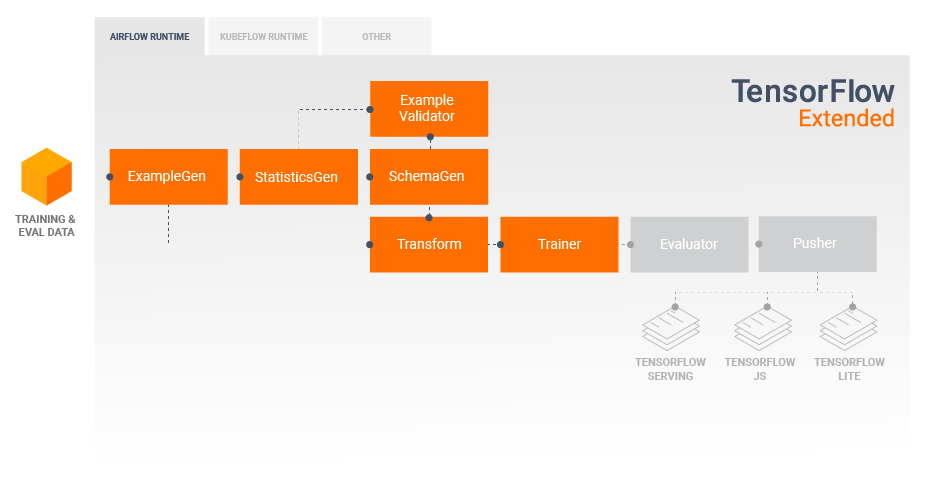 AIRFLOW RUNTIME
KUBEFLOW RUNTIME
OTHER
TensorFlow
Extended
Example
Validator
ExampleGen
StatisticsGen
SchemaGen
TRAINING &
EVAL DATA
Transform
Trainer
Evaluator
Pusher
TENSORFLOW
SERVING
TENSORFLOW
JS
TENSORFLOW
LITE